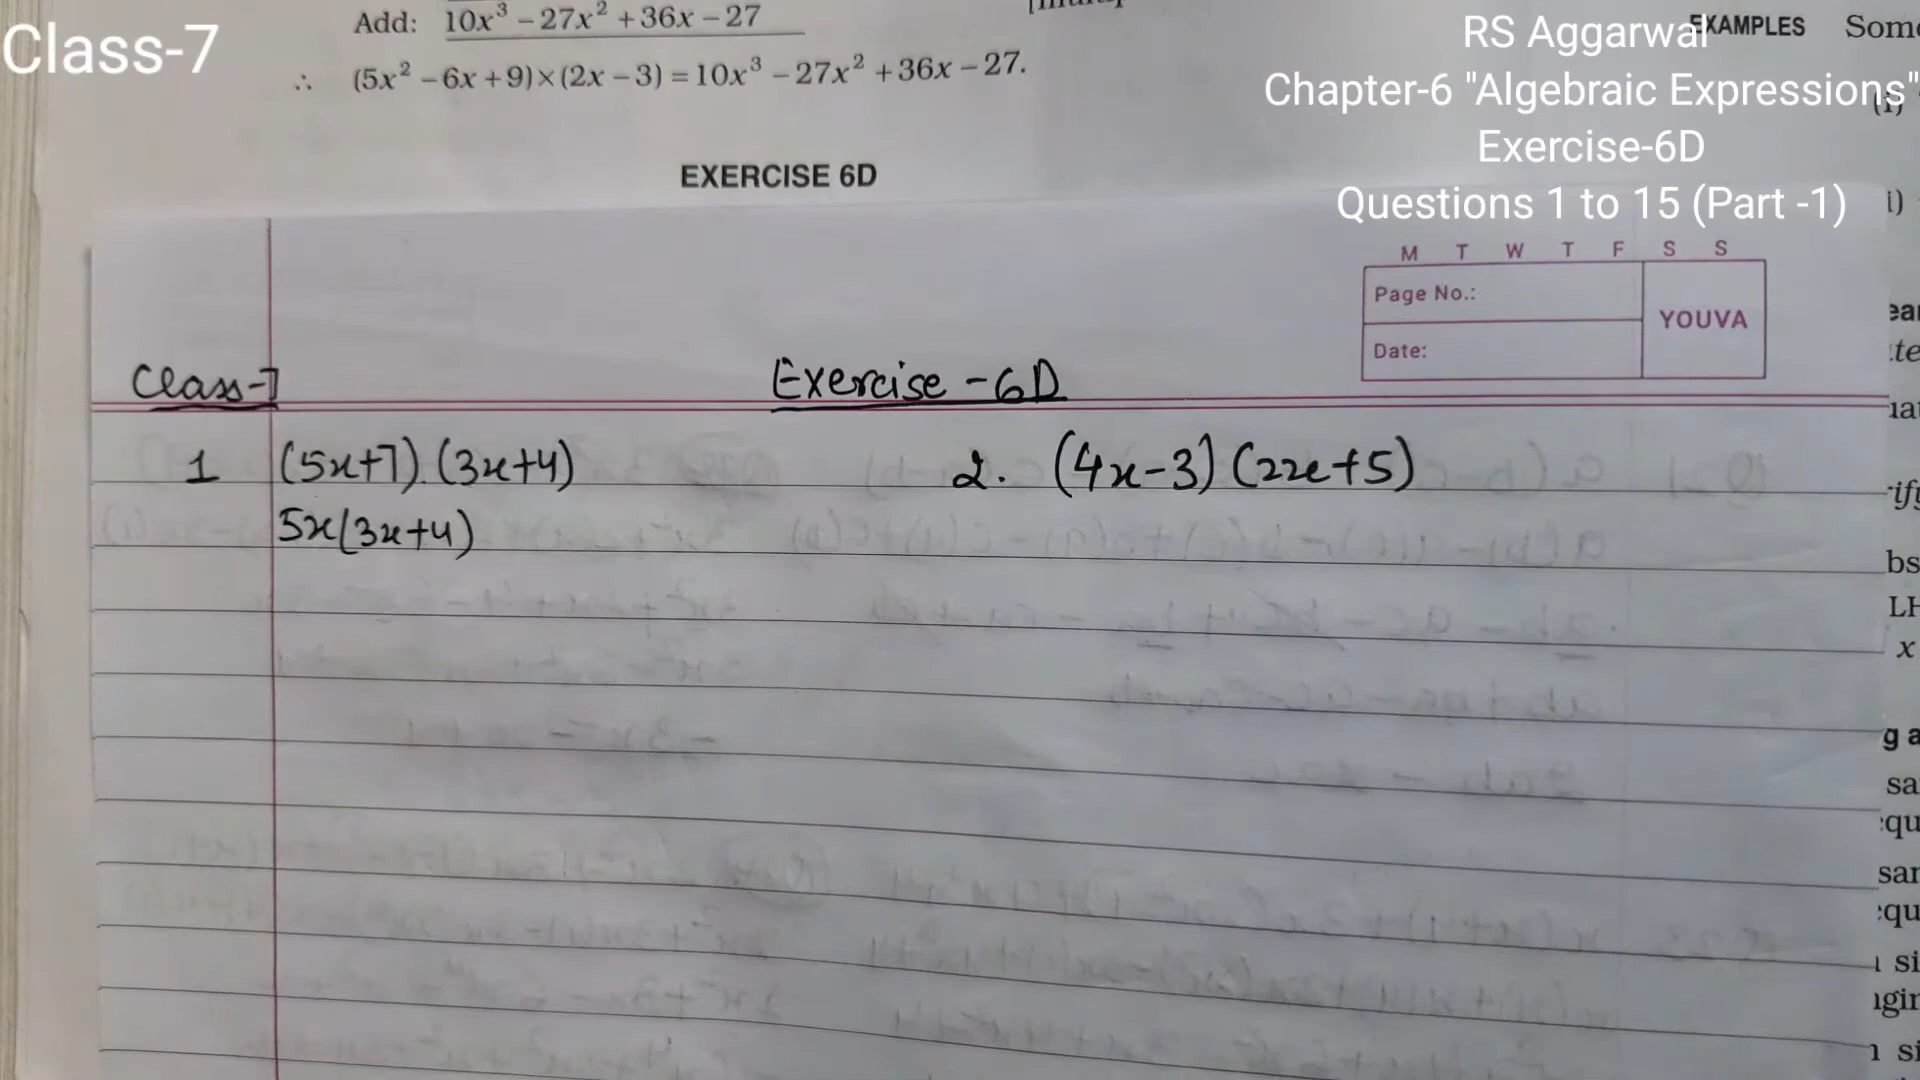 Class-7
Add: 10x³ – 27x² + 36x – 27
∴ (5x² – 6x + 9) × (2x – 3) = 10x³ – 27x² + 36x – 27.
EXAMPLES
RS Aggarwal
Chapter-6 "Algebraic Expressions"
Exercise-6D
Questions 1 to 15 (Part -1)
EXERCISE 6D
M T W T F S S
Page No.:
YOUVA
Date:
Class-7
Exercise - 6D
1 (5x+7).(3x+4)
2. (4x-3)(2x+5)
5x(3x+4)